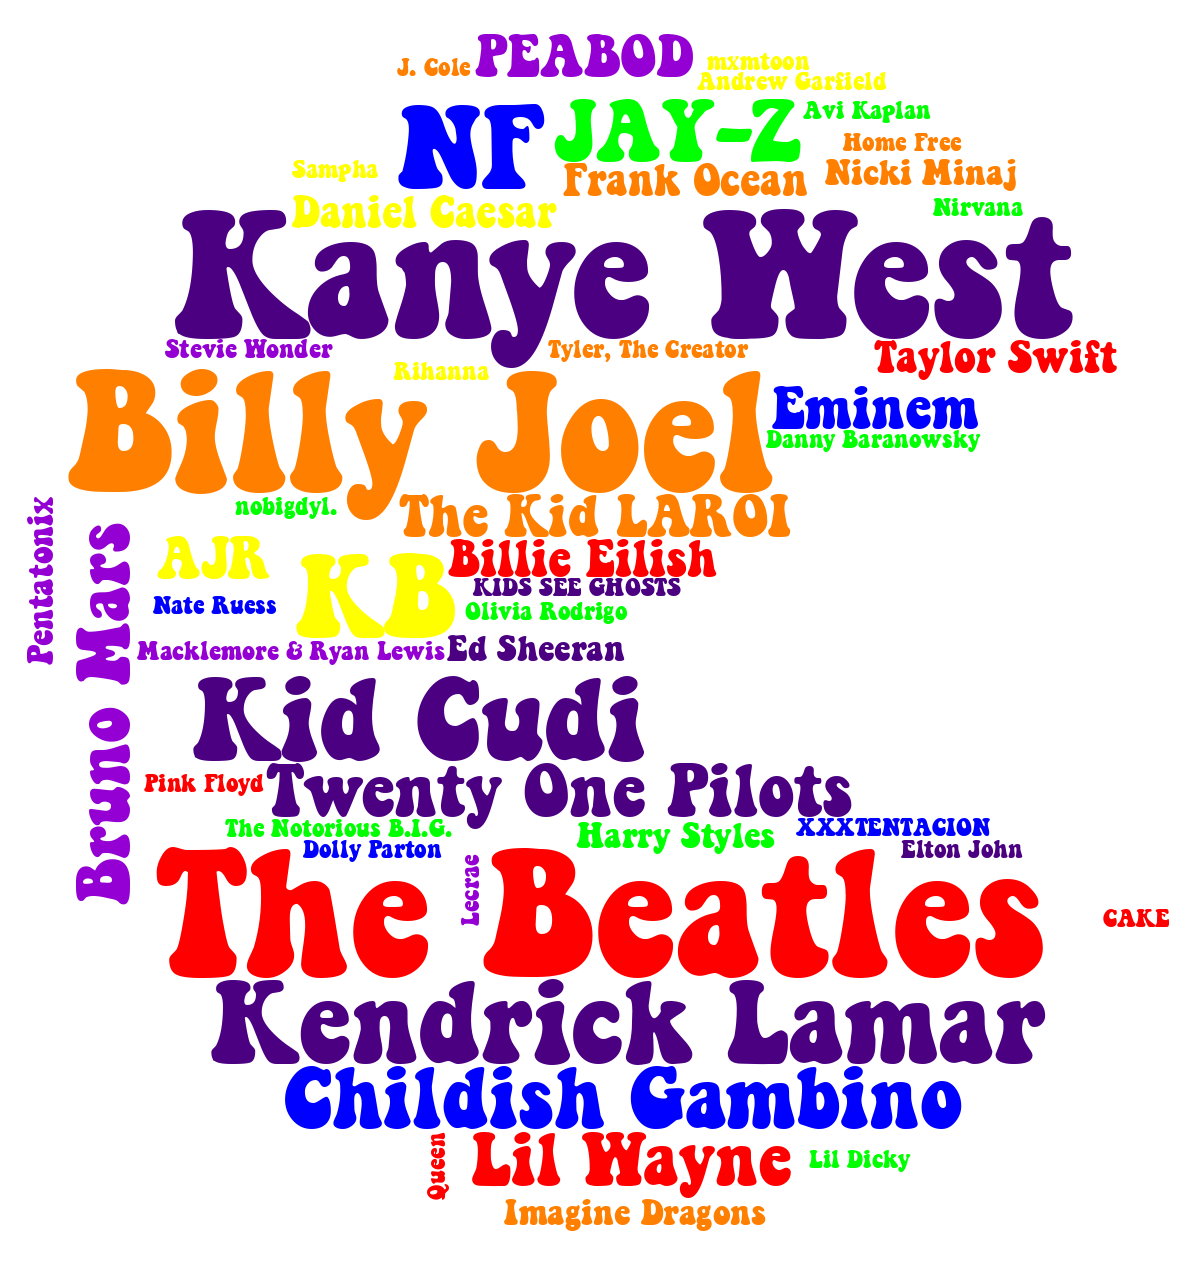 PEABOD
J. Cole
mxmtoon
Andrew Garfield
NF
JAY-Z
Avi Kaplan
Home Free
Sampha
Frank Ocean
Nicki Minaj
Daniel Caesar
Nirvana
Kanye West
Stevie Wonder
Tyler, The Creator
Taylor Swift
Rihanna
Billy Joel
Eminem
Danny Baranowsky
nobigdyl.
The Kid LAROI
Pentatonix
Bruno Mars
AJR
KB
Billie Eilish
KIDS SEE GHOSTS
Nate Ruess
Olivia Rodrigo
Macklemore & Ryan Lewis
Ed Sheeran
Kid Cudi
Pink Floyd
Twenty One Pilots
The Notorious B.I.G.
Harry Styles
XXXTENTACION
Dolly Parton
Elton John
Lecrae
The Beatles
CAKE
Kendrick Lamar
Childish Gambino
Queen
Lil Wayne
Lil Dicky
Imagine Dragons